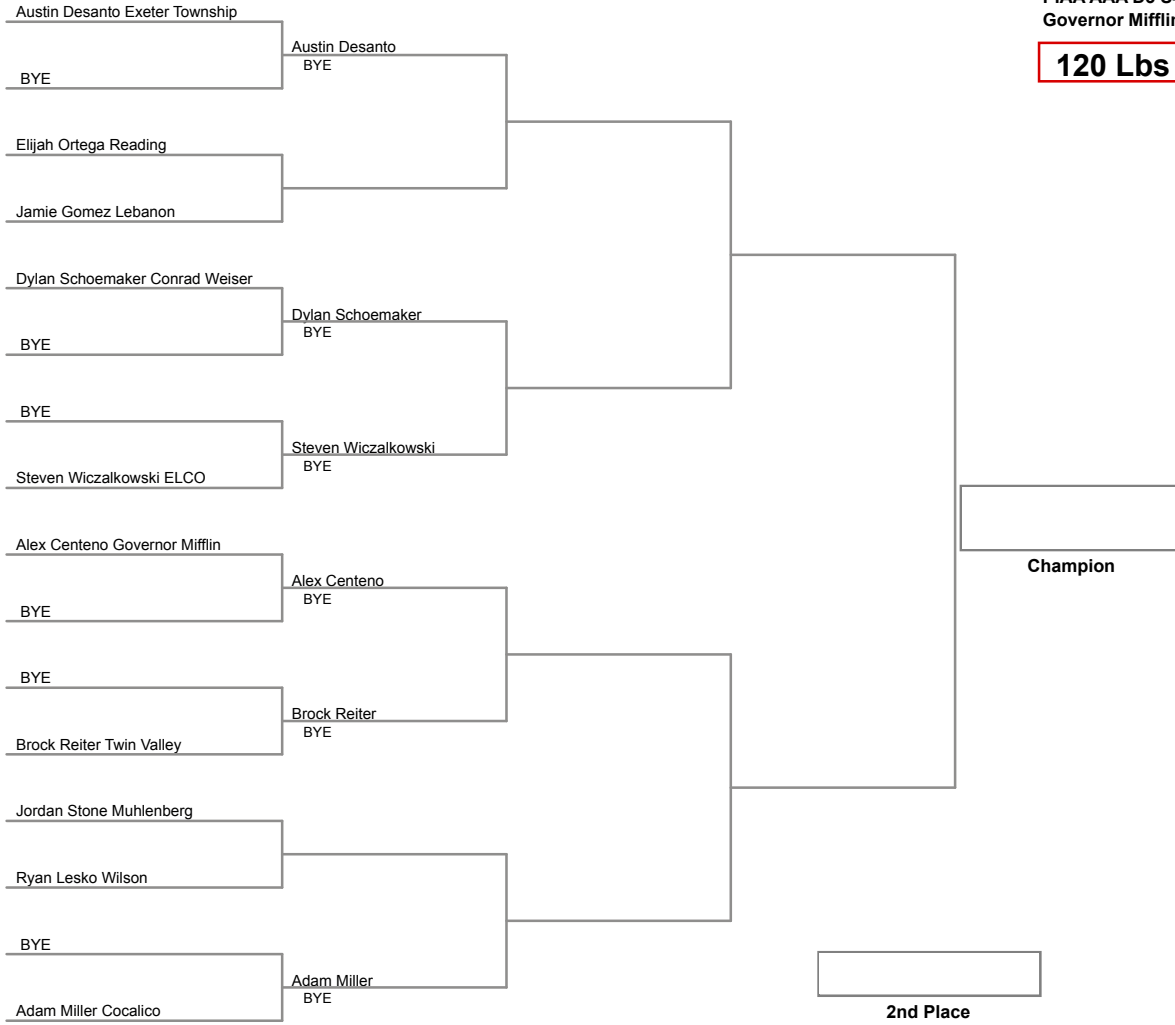 Governor Mifflin
120 Lbs
Austin Desanto Exeter Township
Austin Desanto
BYE
BYE
Elijah Ortega Reading
Jamie Gomez Lebanon
Dylan Schoemaker Conrad Weiser
Dylan Schoemaker
BYE
BYE
BYE
Steven Wiczalkowski
BYE
Steven Wiczalkowski ELCO
Alex Centeno Governor Mifflin
Alex Centeno
BYE
BYE
Champion
BYE
Brock Reiter
BYE
Brock Reiter Twin Valley
Jordan Stone Muhlenberg
Ryan Lesko Wilson
BYE
Adam Miller
BYE
Adam Miller Cocalico
2nd Place